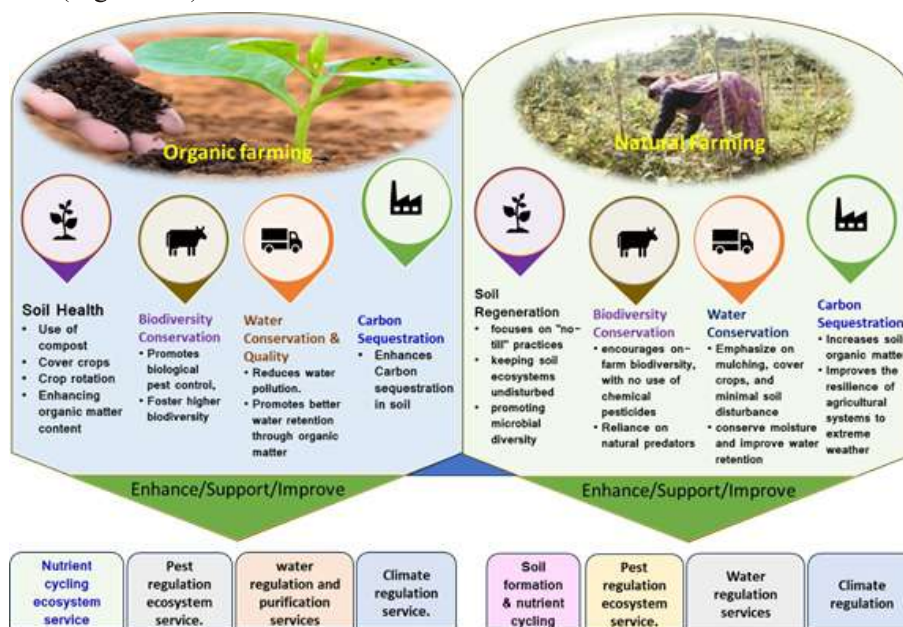 Organic farming
Soil Health
• Use of
compost
• Cover crops
• Crop rotation
• Enhancing
organic matter
content
Biodiversity
Conservation
• Promotes
biological
pest control,
• Foster higher
biodiversity
Water
Conservation &
Quality
• Reduces water
pollution.
• Promotes better
water retention
through organic
matter
Carbon
Sequestration
• Enhances
Carbon
sequestration
in soil
Enhance/Support/Improve
Nutrient
cycling
ecosystem
service
Pest
regulation
ecosystem
service.
water
regulation and
purification
services
Climate
regulation
service.
Natural Farming
Soil
Regeneration
• focuses on "no-
till" practices
• keeping soil
ecosystems
undisturbed
• promoting
microbial
diversity
Biodiversity
Conservation
• encourages on-
farm biodiversity,
with no use of
chemical
pesticides
• Reliance on
natural predators
Water
Conservation
• Emphasize on
mulching, cover
crops, and
minimal soil
disturbance
• conserve moisture
and improve water
retention
Carbon
Sequestration
• Increases soil
organic matter
• Improves the
resilience of
agricultural
systems to
extreme
weather
Enhance/Support/Improve
Soil
formation
& nutrient
cycling
Pest
regulation
ecosystem
service.
Water
regulation
services
Climate
regulation